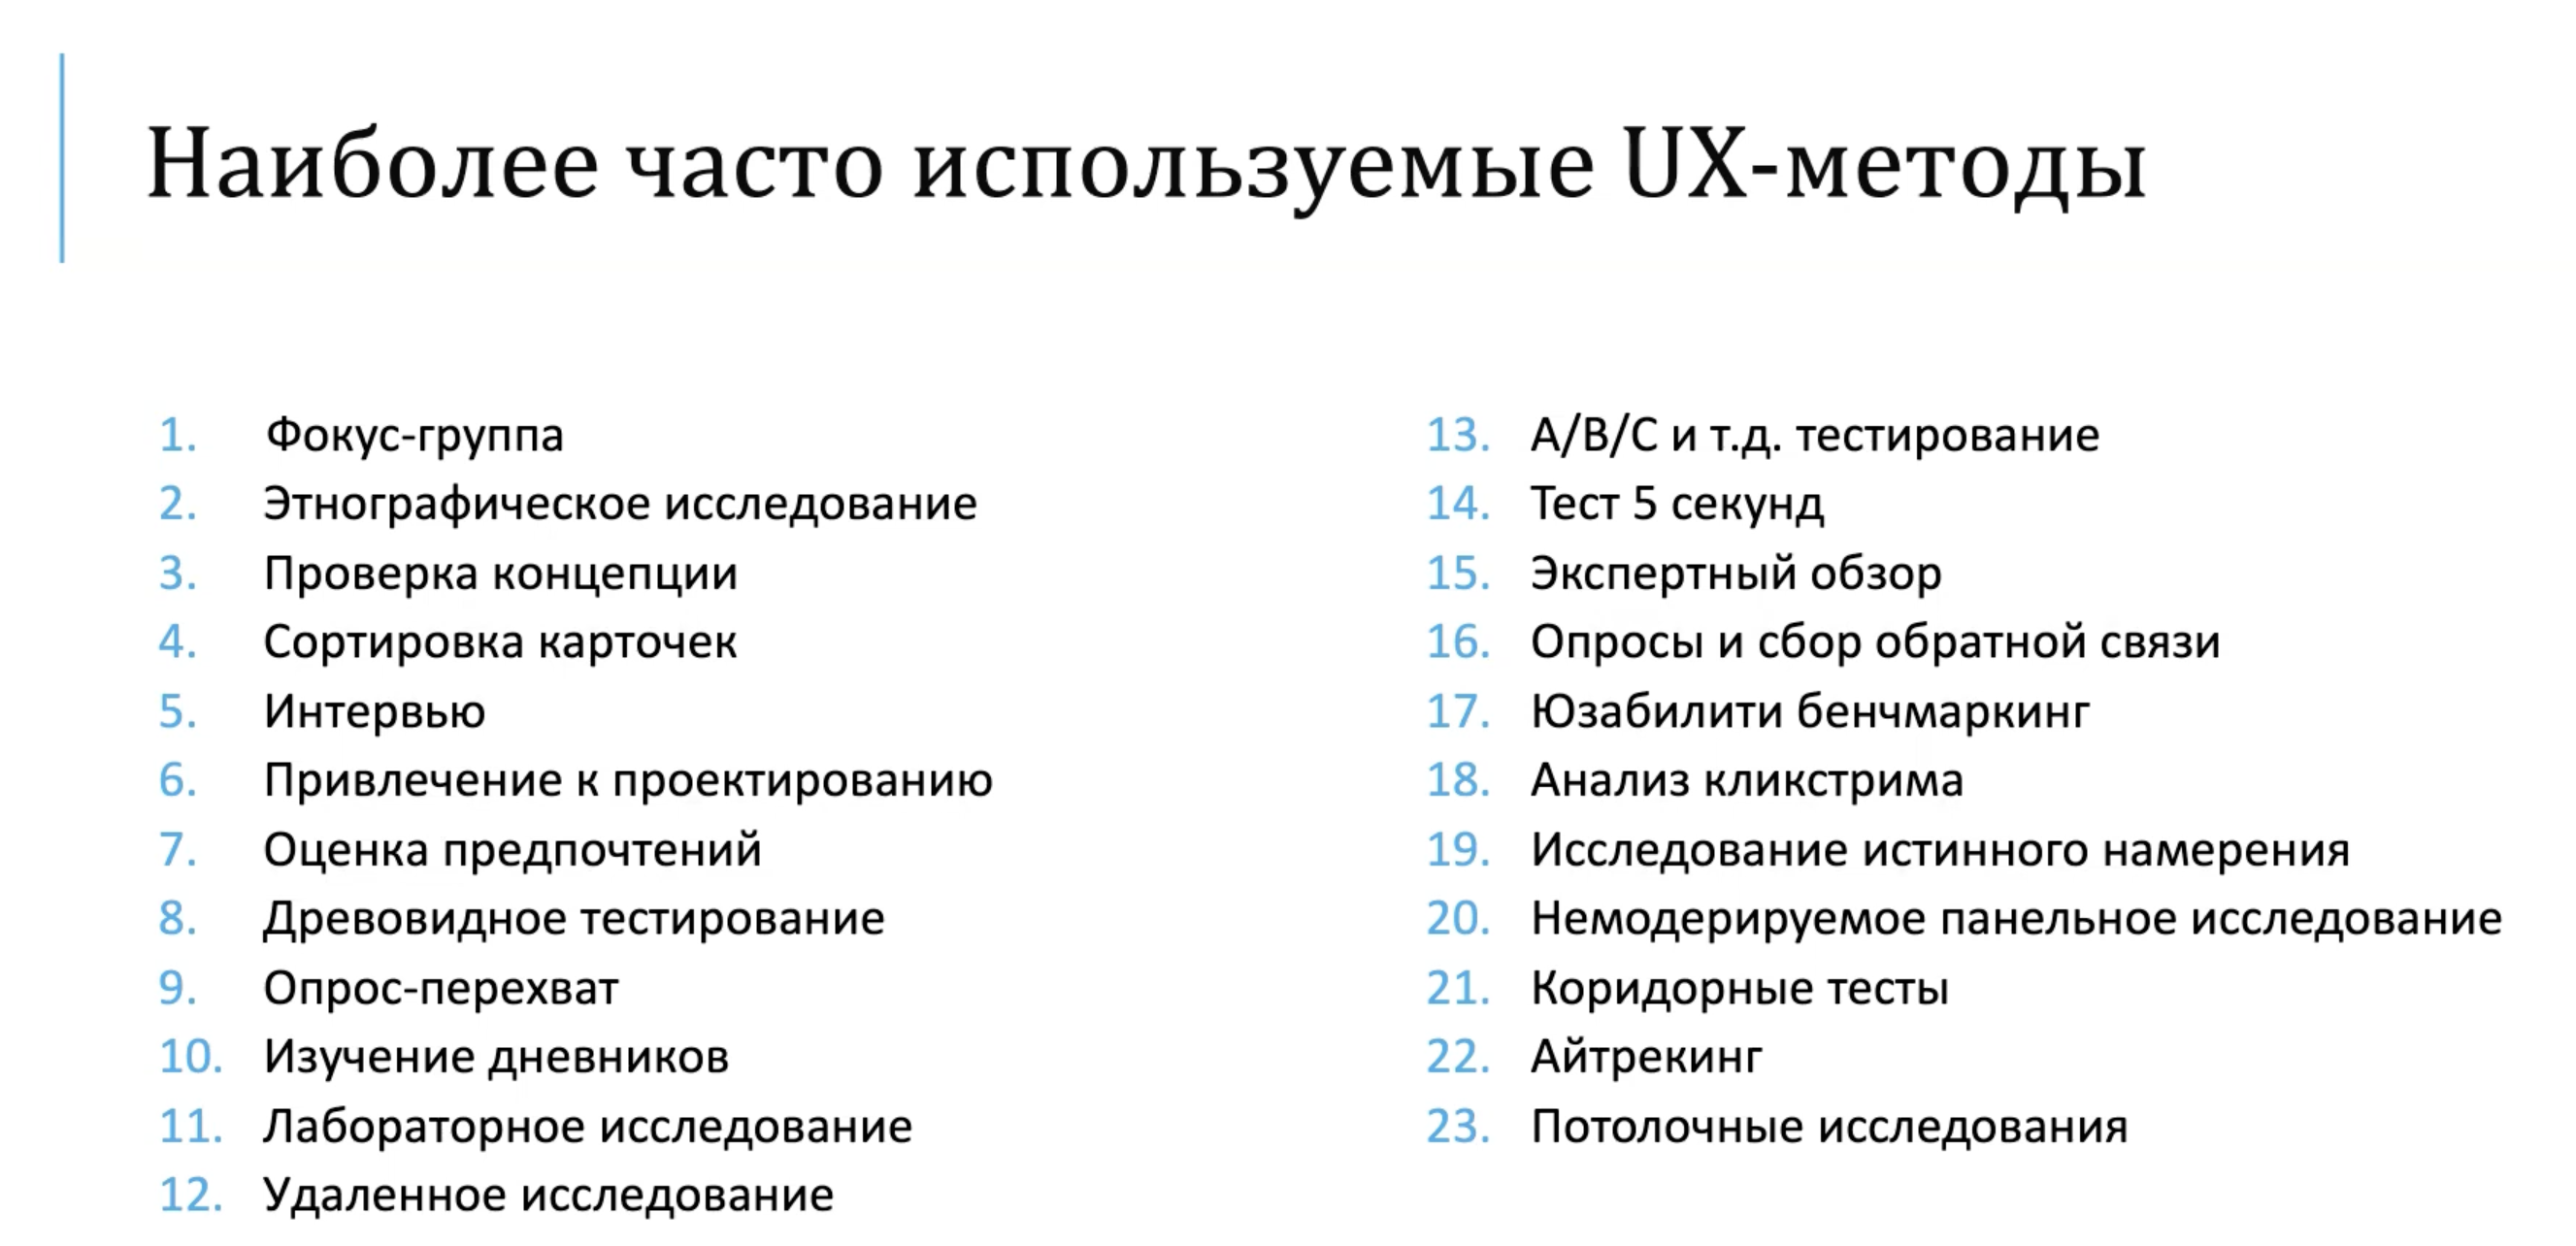 Наиболее часто используемые UX-методы
1. Фокус-группа
2. Этнографическое исследование
3. Проверка концепции
4. Сортировка карточек
5. Интервью
6. Привлечение к проектированию
7. Оценка предпочтений
8. Древовидное тестирование
9. Опрос-перехват
10. Изучение дневников
11. Лабораторное исследование
12. Удаленное исследование
13. A/B/C и т.д. тестирование
14. Тест 5 секунд
15. Экспертный обзор
16. Опросы и сбор обратной связи
17. Юзабилити бенчмаркинг
18. Анализ кликстрима
19. Исследование истинного намерения
20. Немодерируемое панельное исследование
21. Коридорные тесты
22. Айтрекинг
23. Потолочные исследования